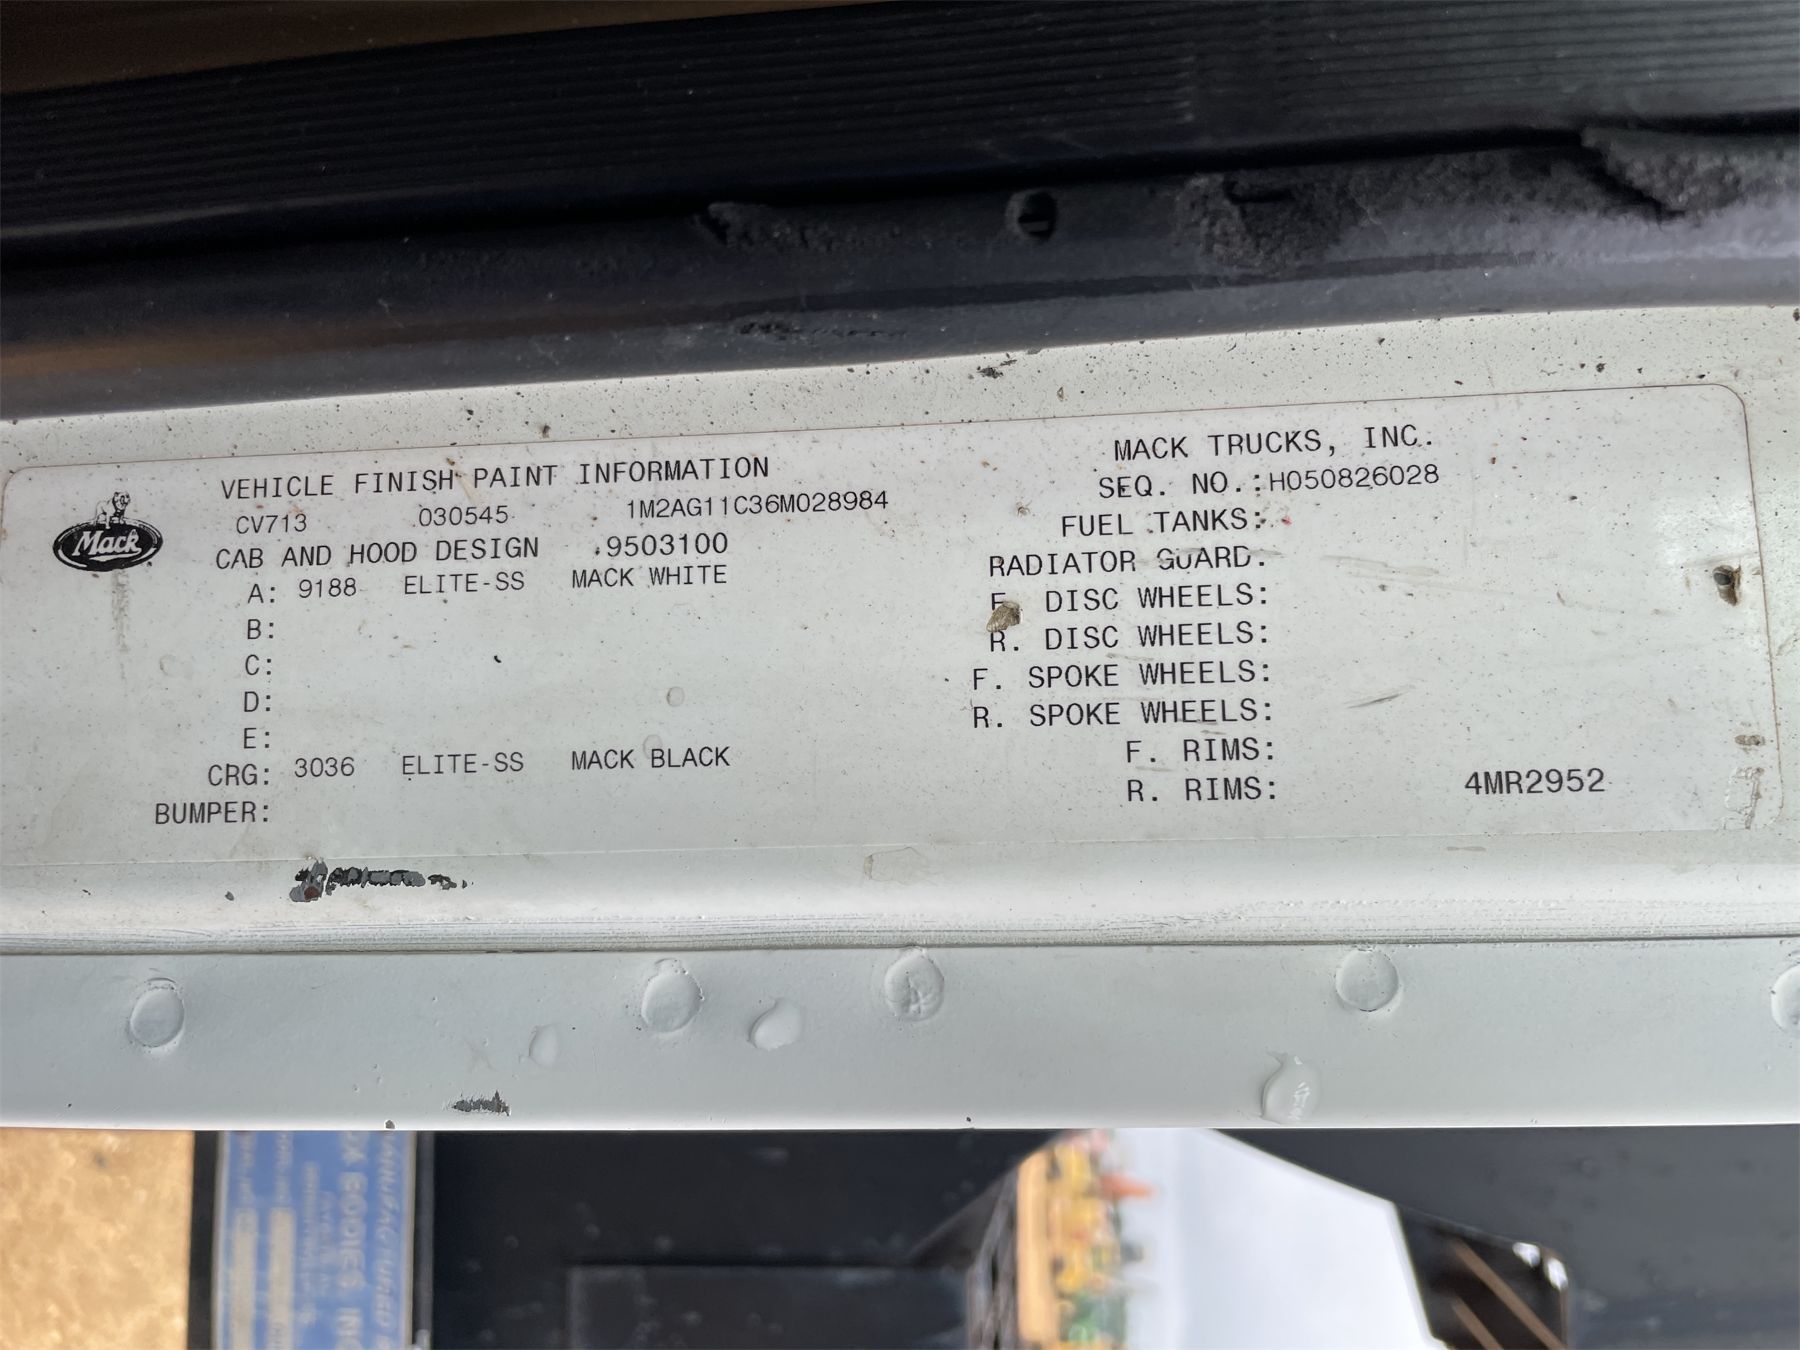 VEHICLE FINISH PAINT INFORMATION
CV713 030545 1M2AG11C36M028984
CAB AND HOOD DESIGN 9503100
Mack
A: 9188 ELITE-SS MACK WHITE
B:
C:
D:
E:
CRG: 3036 ELITE-SS MACK BLACK
BUMPER:
MACK TRUCKS, INC.
SEQ. NO.:H050826028
FUEL TANKS:
RADIATOR GUARD:
F. DISC WHEELS:
R. DISC WHEELS:
F. SPOKE WHEELS:
R. SPOKE WHEELS:
F. RIMS:
R. RIMS:
4MR2952
BODIES